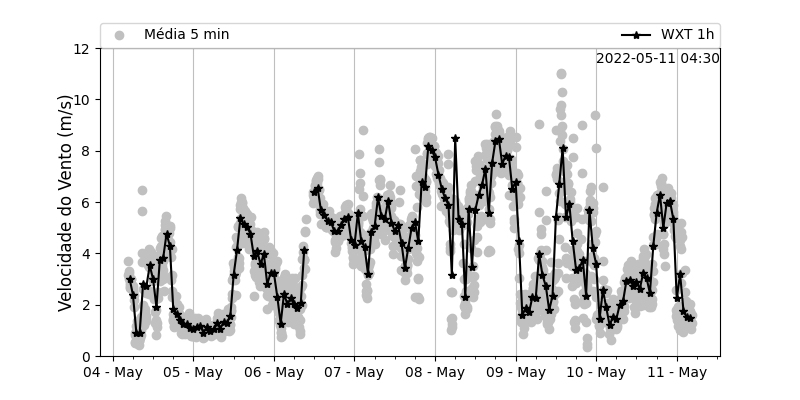 Média 5 min
WXT 1h
2022-05-11 04:30
Velocidade do Vento (m/s)
12
10
8
6
4
2
0
04 - May
05 - May
06 - May
07 - May
08 - May
09 - May
10 - May
11 - May